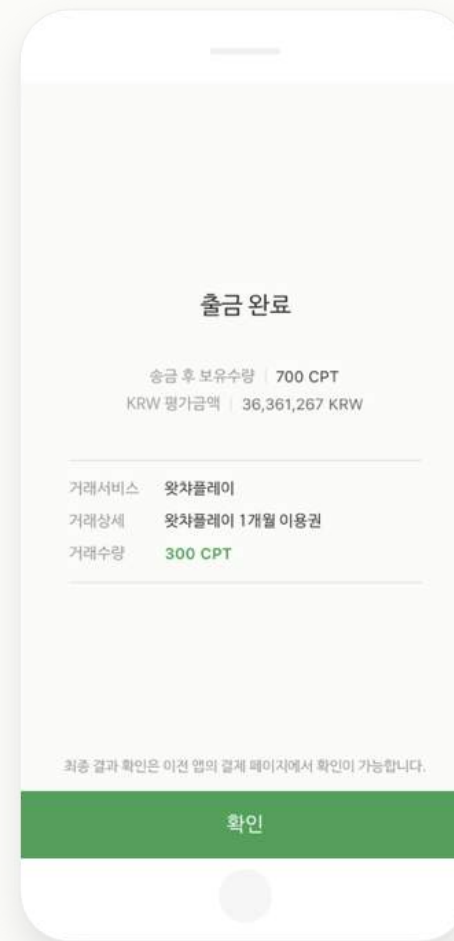 출금 완료
송금 후 보유수량 | 700 CPT
KRW 평가금액 | 36,361,267 KRW
거래서비스 왓챠플레이
거래상세 왓챠플레이 1개월 이용권
거래수량 300 CPT
최종 결과 확인은 이전 앱의 결제 페이지에서 확인이 가능합니다.
확인